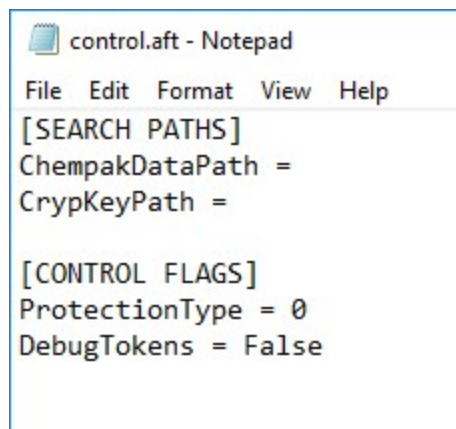 control.aft - Notepad
File Edit Format View Help
[SEARCH PATHS]
ChempakDataPath =
CrypKeyPath =
[CONTROL FLAGS]
ProtectionType = 0
DebugTokens = False